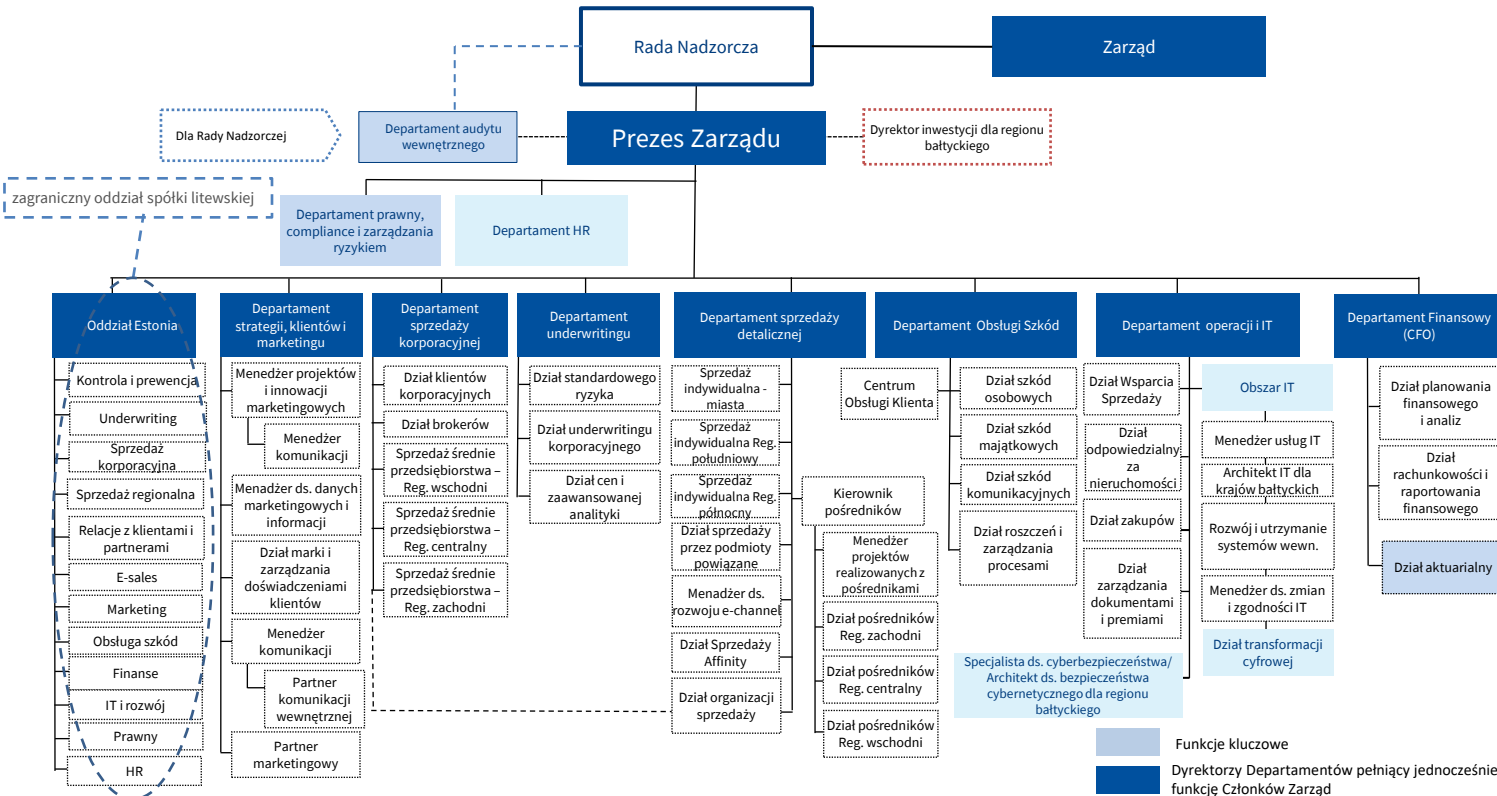 Rada Nadzorcza
Zarząd
Dla Rady Nadzorczej
Departament audytu
wewnętrznego
Prezes Zarządu
Dyrektor inwestycji dla regionu
bałtyckiego
zagraniczny oddział spółki litewskiej
Departament prawny,
compliance i zarządzania
ryzykiem
Departament HR
Oddział Estonia
Kontrola i prewencja
Underwriting
Sprzedaż
korporacyjna
Sprzedaż regionalna
Relacje z klientami i
partnerami
E-sales
Marketing
Obsługa szkód
Finanse
IT i rozwój
Prawny
HR
Departament
strategii, klientów i
marketingu
Menedżer projektów
i innowacji
marketingowych
Menedżer
komunikacji
Menadżer ds. danych
marketingowych i
informacji
Dział marki i
zarządzania
doświadczeniami
klientów
Menedżer
komunikacji
Partner
komunikacji
wewnętrznej
Partner
marketingowy
Departament
sprzedaży
korporacyjnej
Dział klientów
korporacyjnych
Dział brokerów
Sprzedaż średnie
przedsiębiorstwa –
Reg. wschodni
Sprzedaż średnie
przedsiębiorstwa –
Reg. centralny
Sprzedaż średnie
przedsiębiorstwa –
Reg. zachodni
Departament
underwritingu
Dział standardowego
ryzyka
Dział underwritingu
korporacyjnego
Dział cen i
zaawansowanej
analityki
Departament sprzedaży
detalicznej
Sprzedaż
indywidualna -
miasta
Sprzedaż
indywidualna Reg.
południowy
Sprzedaż
indywidualna Reg.
północny
Dział sprzedaży
przez podmioty
powiązane
Menadżer ds.
rozwoju e-channel
Dział Sprzedaży
Affinity
Dział organizacji
sprzedaży
Kierownik
pośredników
Menedżer
projektów
realizowanych z
pośrednikami
Dział pośredników
Reg. zachodni
Dział pośredników
Reg. centralny
Dział pośredników
Reg. wschodni
Departament Obsługi Szkód
Centrum
Obsługi Klienta
Dział szkód
osobowych
Dział szkód
majątkowych
Dział szkód
komunikacyjnych
Dział roszczeń i
zarządzania
procesami
Departament operacji i IT
Dział Wsparcia
Sprzedaży
Dział
odpowiedzialny
za
nieruchomości
Dział zakupów
Dział
zarządzania
dokumentami
i premiami
Specjalista ds. cyberbezpieczeństwa/
Architekt ds. bezpieczeństwa
cybernetycznego dla regionu
bałtyckiego
Obszar IT
Menedżer usług IT
Architekt IT dla
krajów bałtyckich
Rozwój i utrzymanie
systemów wewn.
Menedżer ds. zmian
i zgodności IT
Dział transformacji
cyfrowej
Departament Finansowy
(CFO)
Dział planowania
finansowego
i analiz
Dział
rachunkowości i
raportowania
finansowego
Dział aktuarialny
Funkcje kluczowe
Dyrektorzy Departamentów pełniący jednocześnie
funkcję Członków Zarząd